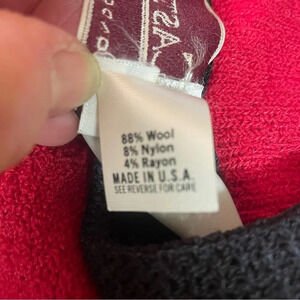 88% Wool
8% Nylon
4% Rayon
MADE IN U.S.A.
SEE REVERSE FOR CARE